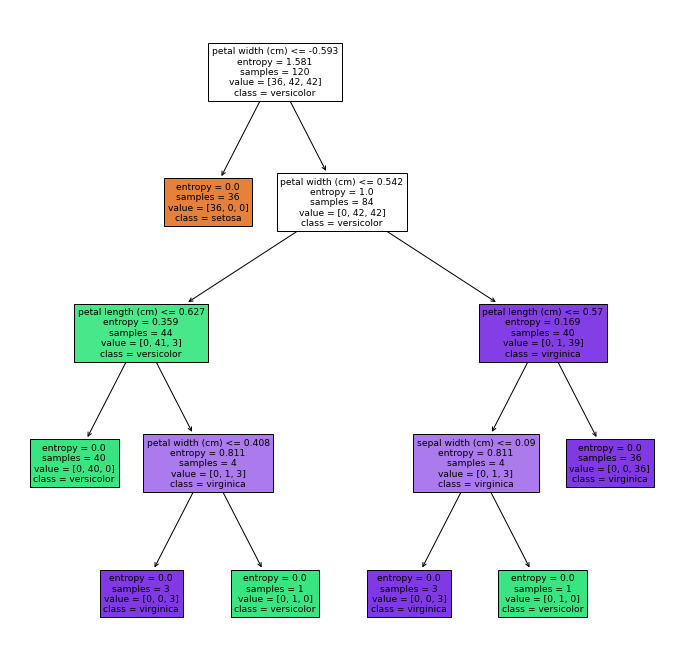 petal width (cm) <= -0.593
entropy = 1.581
samples = 120
value = [36, 42, 42]
class = versicolor
entropy = 0.0
samples = 36
value = [36, 0, 0]
class = setosa
petal width (cm) <= 0.542
entropy = 1.0
samples = 84
value = [0, 42, 42]
class = versicolor
petal length (cm) <= 0.627
entropy = 0.359
samples = 44
value = [0, 41, 3]
class = versicolor
petal length (cm) <= 0.57
entropy = 0.169
samples = 40
value = [0, 1, 39]
class = virginica
entropy = 0.0
samples = 40
value = [0, 40, 0]
class = versicolor
petal width (cm) <= 0.408
entropy = 0.811
samples = 4
value = [0, 1, 3]
class = virginica
sepal width (cm) <= 0.09
entropy = 0.811
samples = 4
value = [0, 1, 3]
class = virginica
entropy = 0.0
samples = 36
value = [0, 0, 36]
class = virginica
entropy = 0.0
samples = 3
value = [0, 0, 3]
class = virginica
entropy = 0.0
samples = 1
value = [0, 1, 0]
class = versicolor
entropy = 0.0
samples = 3
value = [0, 0, 3]
class = virginica
entropy = 0.0
samples = 1
value = [0, 1, 0]
class = versicolor